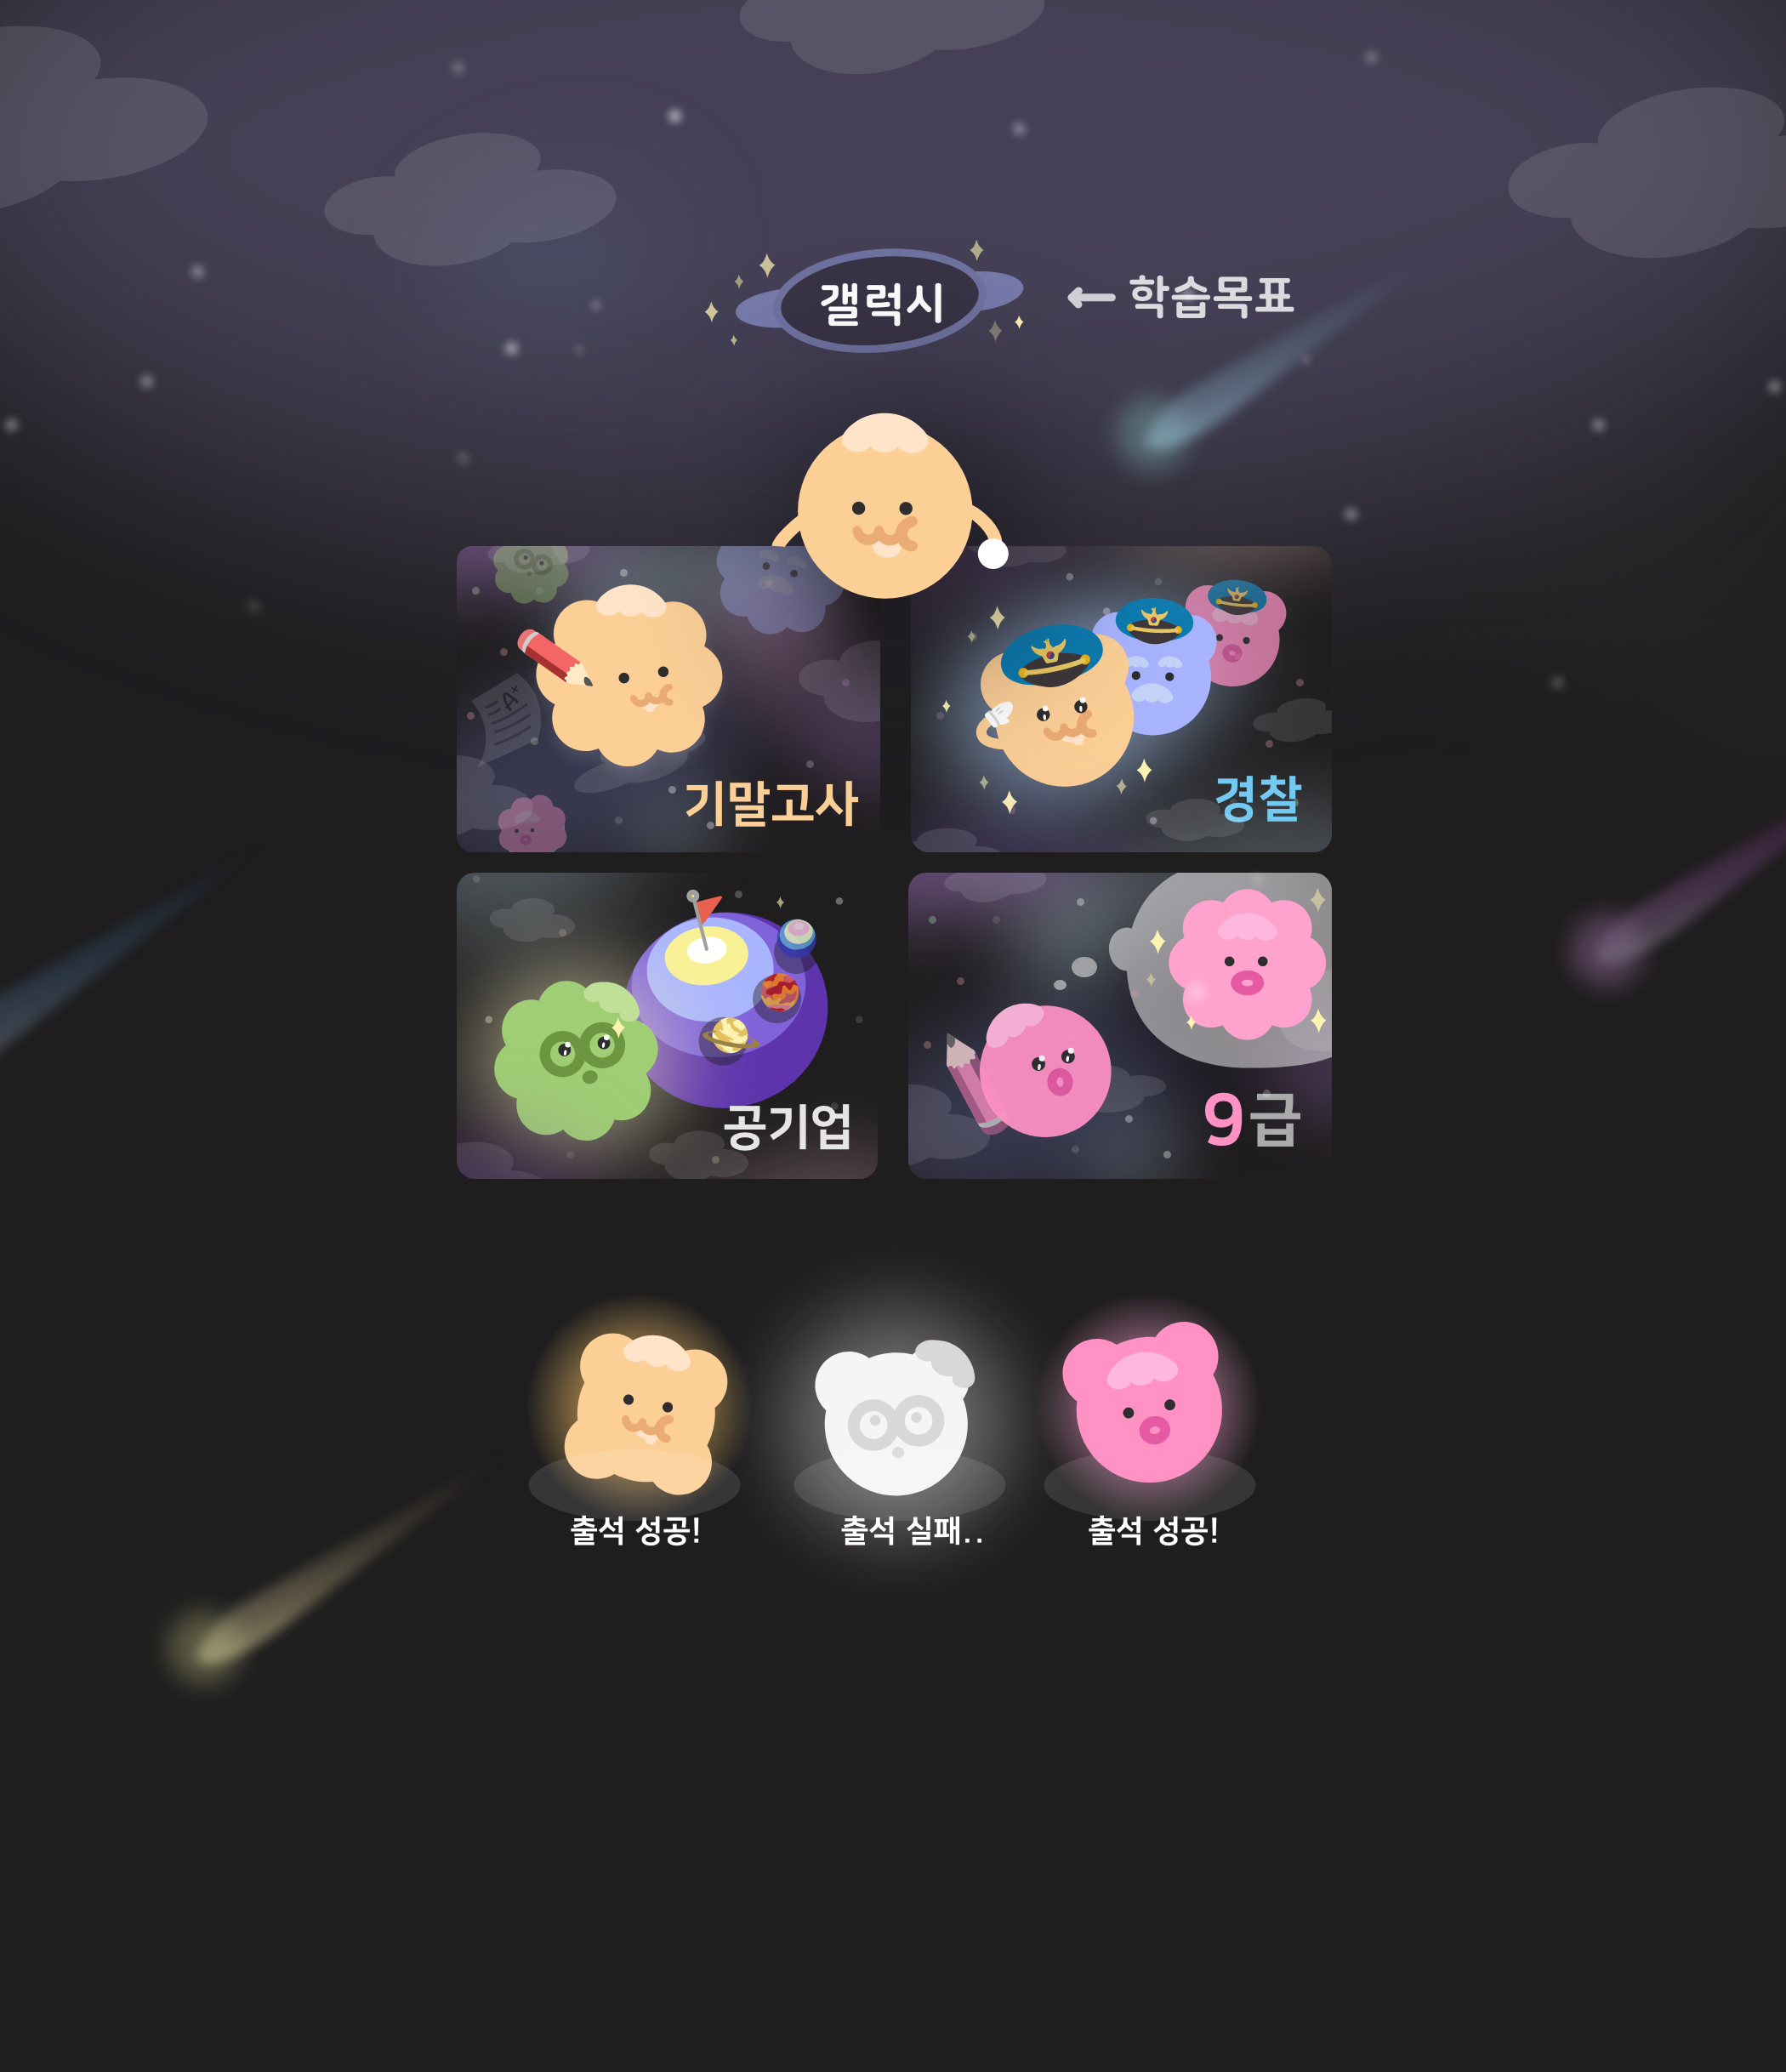 갤럭시
← 학습목표
A+
기말고사
경찰
공기업
9급
출석 성공!
출석 실패..
출석 성공!